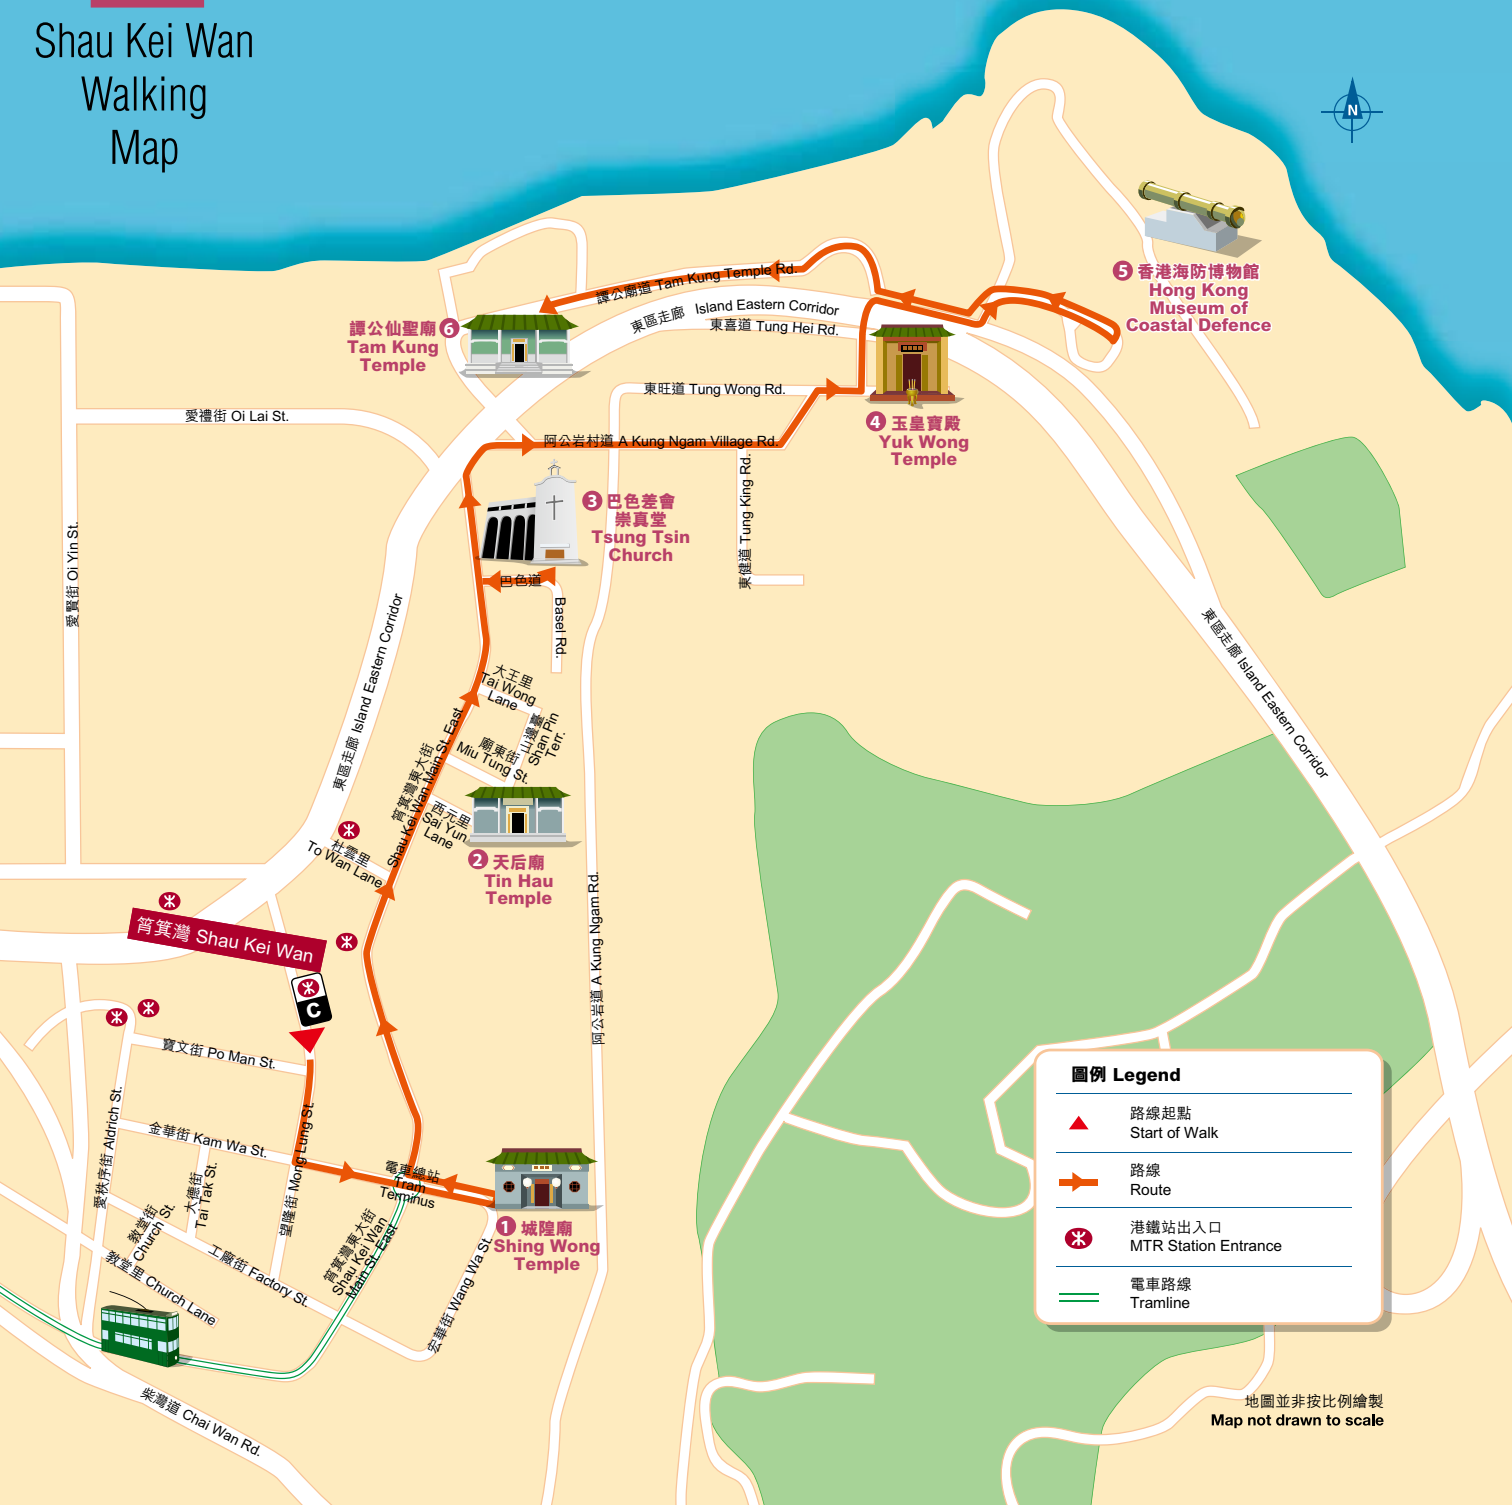 Shau Kei Wan
Walking
Map
N
5 香港海防博物館
Hong Kong
Museum of
Coastal Defence
譚公廟道 Tam Kung Temple Rd.
東區走廊 Island Eastern Corridor
東喜道 Tung Hei Rd.
譚公仙聖廟 6
Tam Kung
Temple
東旺道 Tung Wong Rd.
愛禮街 Oi Lai St.
4 玉皇寶殿
Yuk Wong
Temple
阿公岩村道 A Kung Ngam Village Rd.
東健道 Tung King Rd.
3 巴色差會
崇真堂
Tsung Tsin
Church
愛賢街 Oi Yin St.
巴色道
Basel Rd.
東區走廊 Island Eastern Corridor
東區走廊 Island Eastern Corridor
大王里
Tai Wong
Lane
山邊臺
Shan Pin
Terr.
廟東街
Miu Tung St.
筲箕灣東大街
Shau Kei Wan Main St. East
西元里
Sai Yun
Lane
杜雲里
To Wan Lane
2 天后廟
Tin Hau
Temple
阿公岩道 A Kung Ngam Rd.
筲箕灣 Shau Kei Wan
C
寶文街 Po Man St.
愛秩序街 Aldrich St.
金華街 Kam Wa St.
望隆街 Mong Lung St.
電車總站
Tram
Terminus
大德街
Tai Tak St.
教堂街
Church St.
教堂里 Church Lane
工廠街 Factory St.
筲箕灣東大街
Shau Kei Wan
Main St. East
1 城隍廟
Shing Wong
Temple
宏華街 Wang Wa St.
柴灣道 Chai Wan Rd.
圖例 Legend
路線起點
Start of Walk
路線
Route
港鐵站出入口
MTR Station Entrance
電車路線
Tramline
地圖並非按比例繪製
Map not drawn to scale